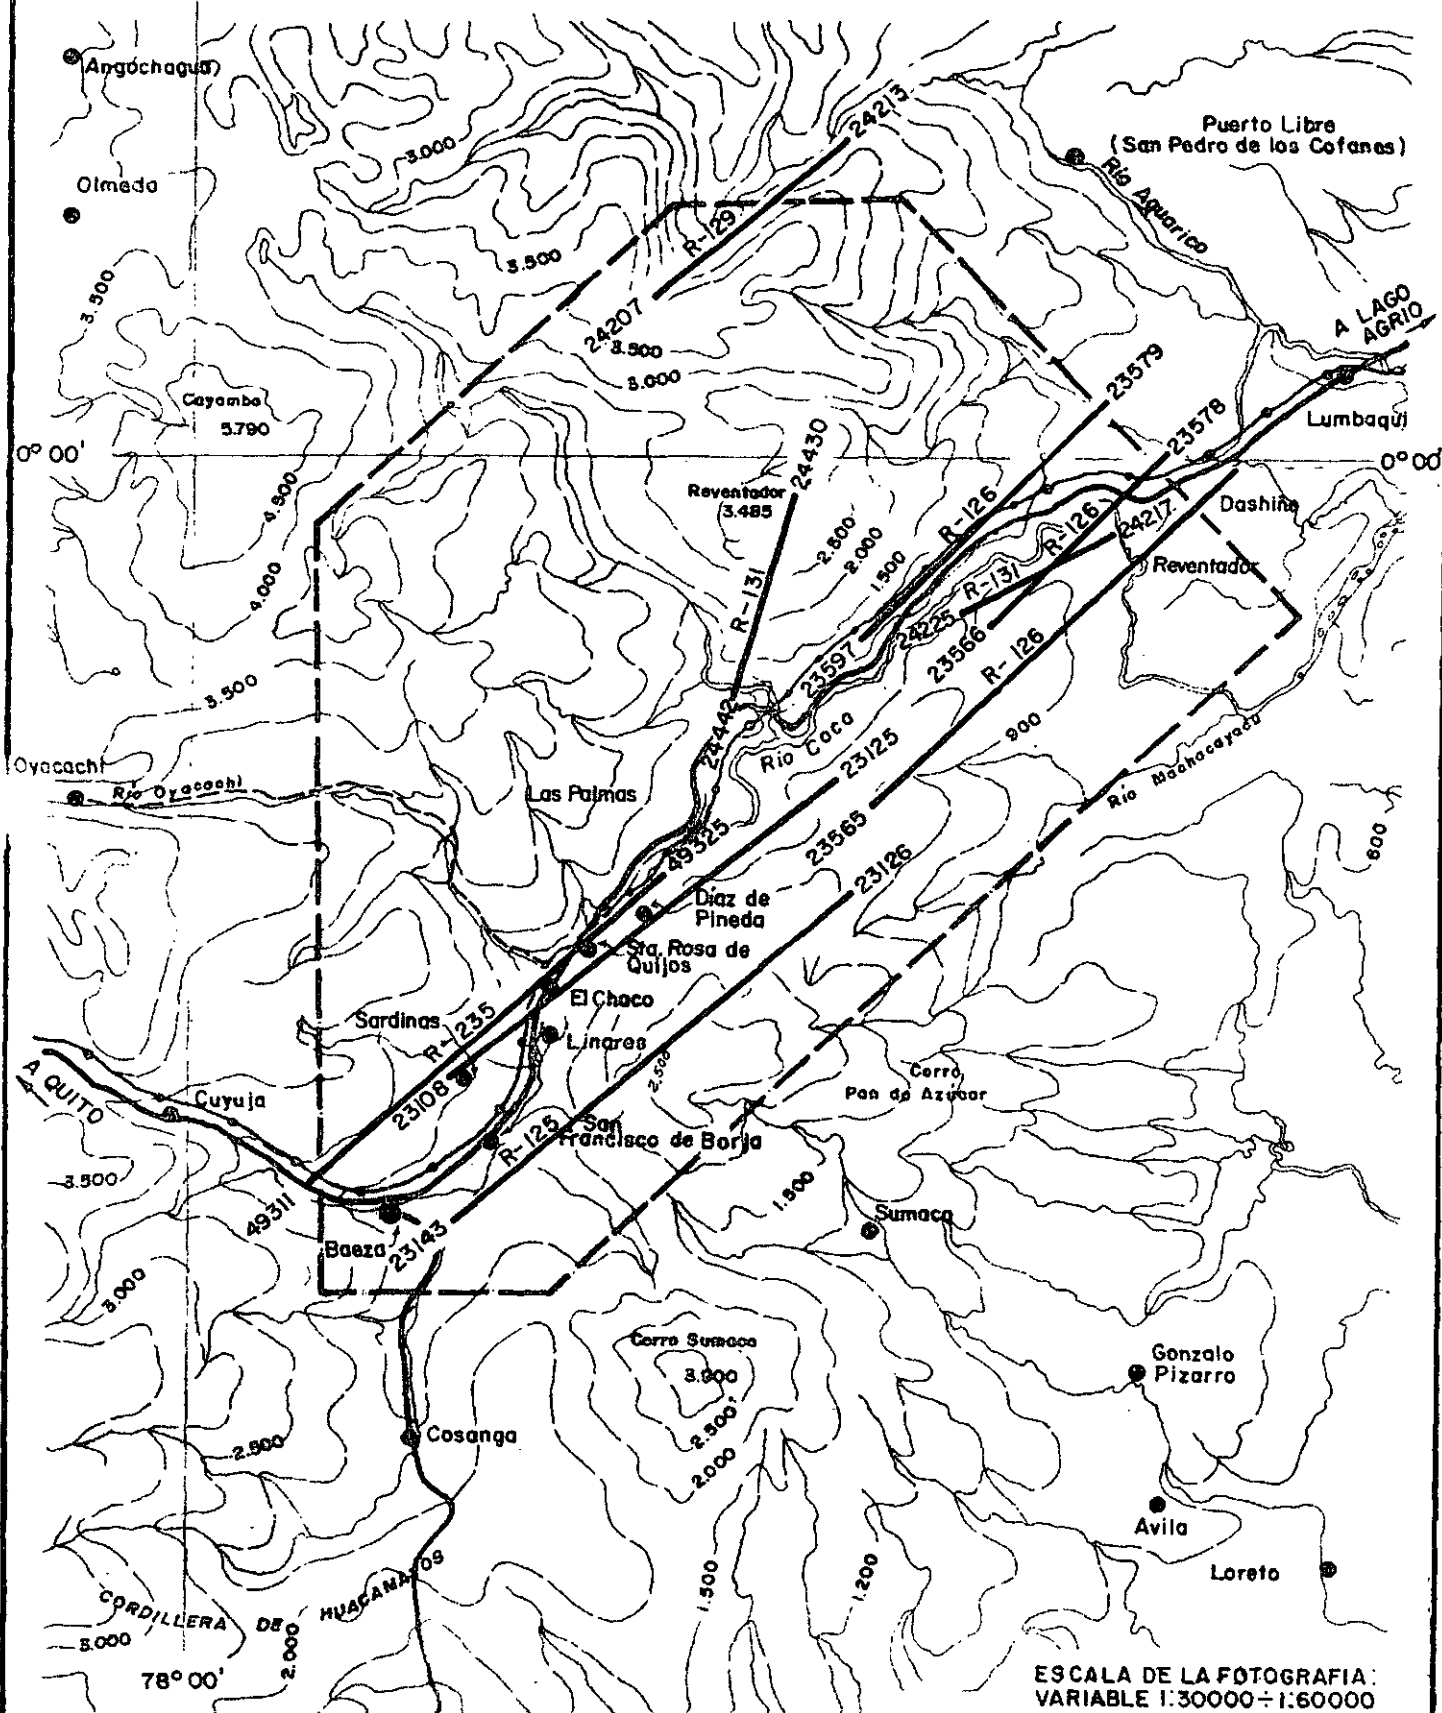 Angochagua)
Olmedo
3.000
24213
Puerto Libre
(San Pedro de los Cofanes)
Río Aguarico
R-129
3.500
3.500
24207
3.500
3.000
A LAGO
AGRIO
23579
Cayambe
5.790
23578
Lumbaqui
0° 00'
0° 00'
4.500
24430
Reventador
3.485
R-126
Dashiño
2.500
2.000
1.500
R-126
24217
Reventador
4.000
R-131
R-131
24225
23566
R-126
23597
3.500
24442
Río Coca
900
23125
Río Machacayacu
Oyacachi
Río Oyacachi
Las Palmas
49325
23565
23126
600
Díaz de
Pineda
Sta. Rosa de
Quijos
El Chaco
Sardinas
R-235
Linares
2.500
Cerro
Pan de Azúcar
A QUITO
Cuyuja
23108
San
Francisco de Borja
R-125
3.500
1.500
49311
Baeza
23143
Sumaco
3.000
Cerro Sumaco
3.900
2.500
2.000
Gonzalo
Pizarro
2.500
Cosanga
Avila
1.500
1.200
Loreto
CORDILLERA DE HUACAMAYOS
3.000
2.000
78° 00'
ESCALA DE LA FOTOGRAFIA:
VARIABLE 1:30000÷1:60000